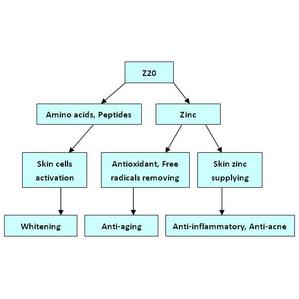 Z20
Amino acids, Peptides
Zinc
Skin cells
activation
Antioxidant, Free
radicals removing
Skin zinc
supplying
Whitening
Anti-aging
Anti-inflammatory, Anti-acne